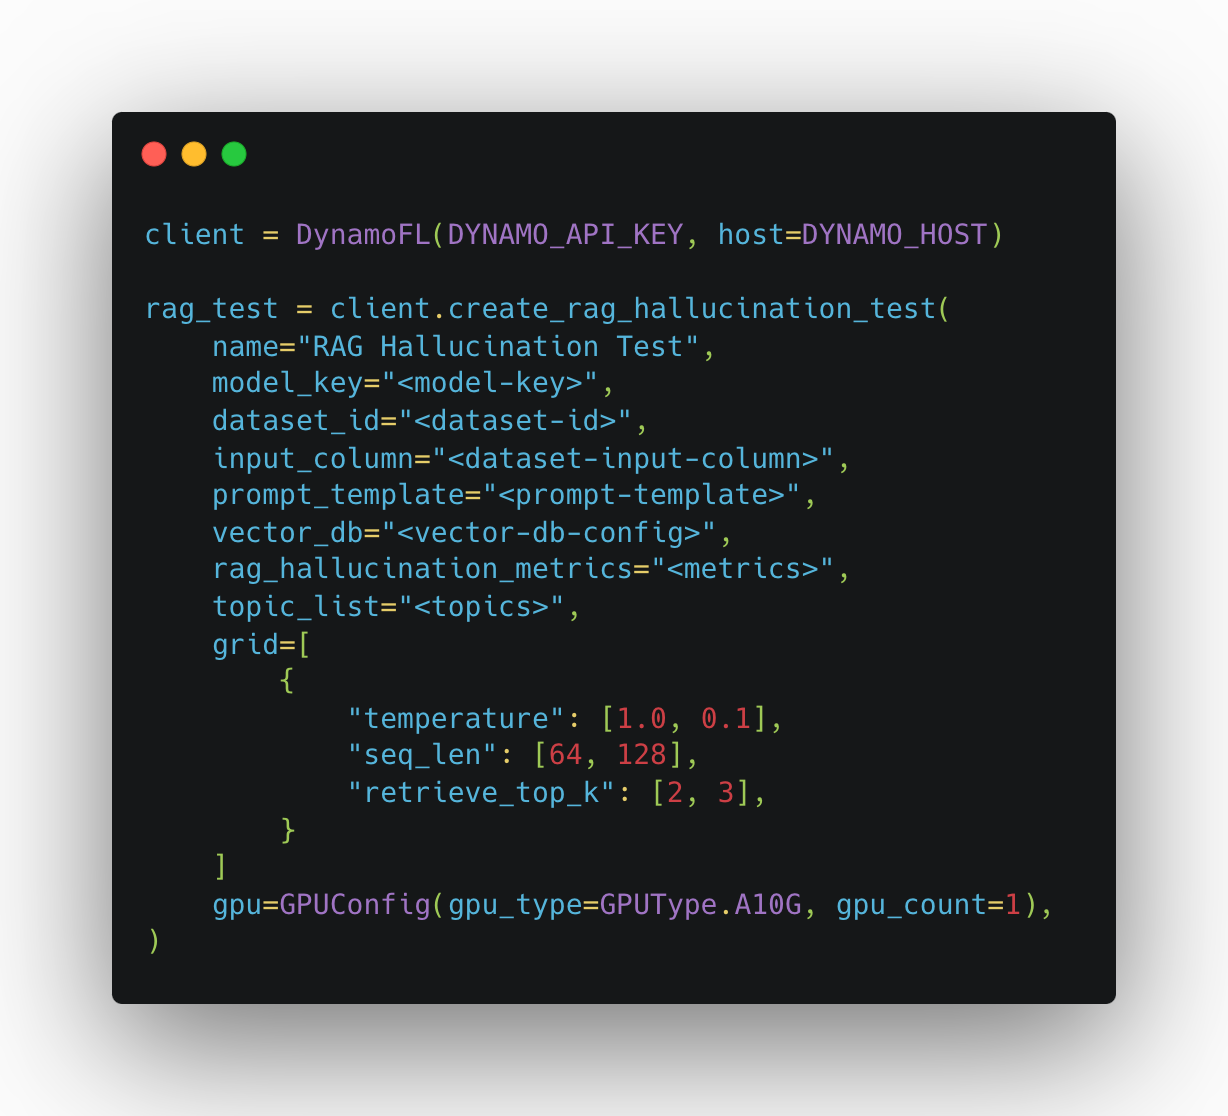 client = DynamoFL(DYNAMO_API_KEY, host=DYNAMO_HOST)

rag_test = client.create_rag_hallucination_test(
    name="RAG Hallucination Test",
    model_key="<model-key>",
    dataset_id="<dataset-id>",
    input_column="<dataset-input-column>",
    prompt_template="<prompt-template>",
    vector_db="<vector-db-config>",
    rag_hallucination_metrics="<metrics>",
    topic_list="<topics>",
    grid=[
        {
            "temperature": [1.0, 0.1],
            "seq_len": [64, 128],
            "retrieve_top_k": [2, 3],
        }
    ]
    gpu=GPUConfig(gpu_type=GPUType.A10G, gpu_count=1),
)